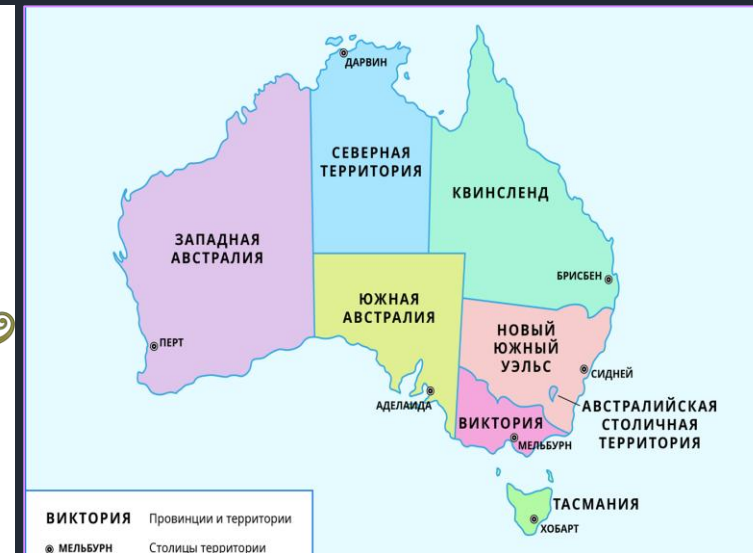 ДАРВИН
СЕВЕРНАЯ
ТЕРРИТОРИЯ
КВИНСЛЕНД
ЗАПАДНАЯ
АВСТРАЛИЯ
БРИСБЕН
ЮЖНАЯ
АВСТРАЛИЯ
НОВЫЙ
ЮЖНЫЙ
УЭЛЬС
ПЕРТ
СИДНЕЙ
АДЕЛАИДА
АВСТРАЛИЙСКАЯ
СТОЛИЧНАЯ
ТЕРРИТОРИЯ
ВИКТОРИЯ
МЕЛЬБУРН
ТАСМАНИЯ
ХОБАРТ
ВИКТОРИЯ Провинции и территории
МЕЛЬБУРН Столицы территории